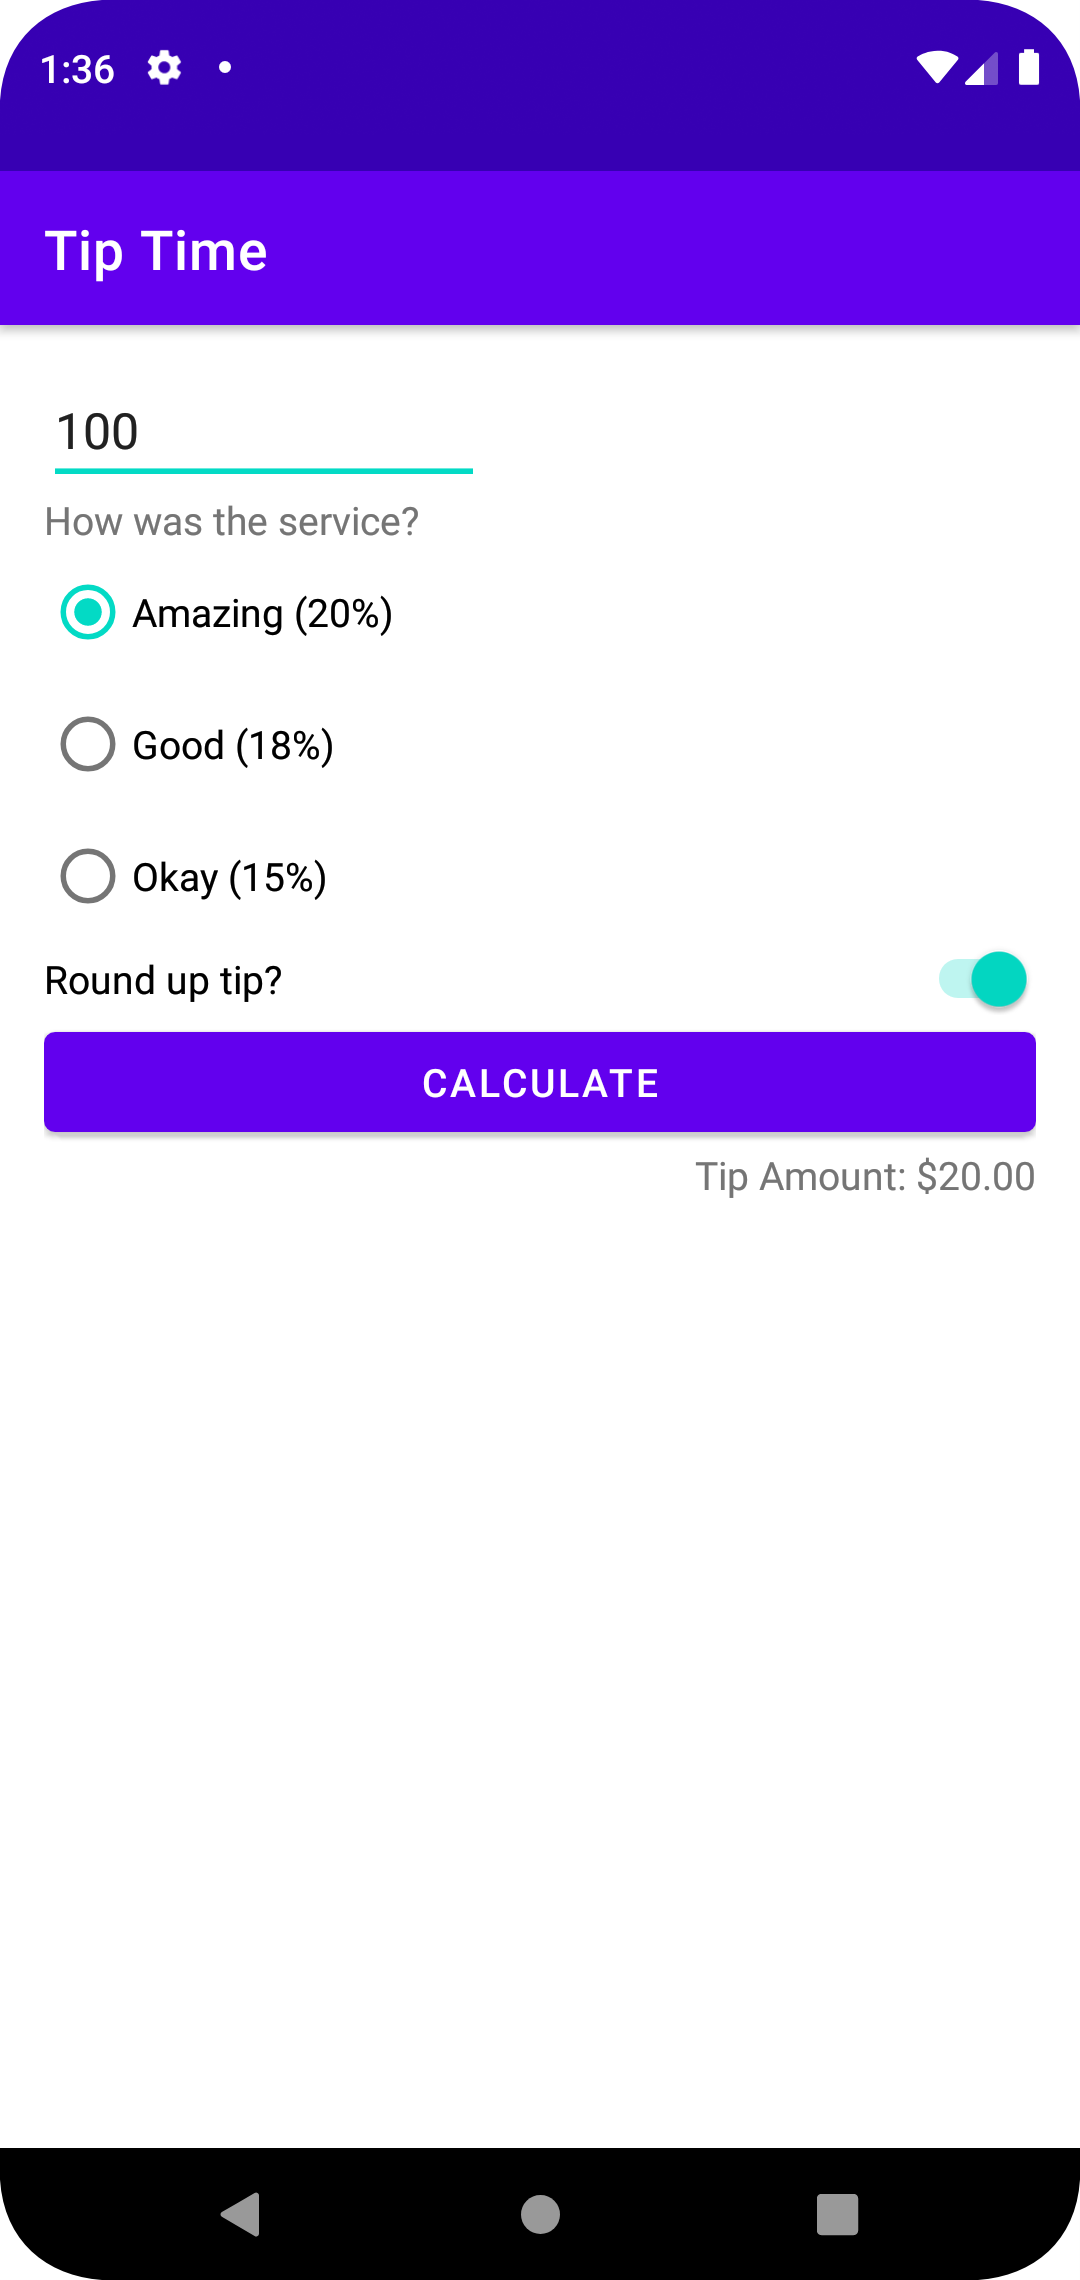 1:36
Tip Time
100
How was the service?
Amazing (20%)
Good (18%)
Okay (15%)
Round up tip?
CALCULATE
Tip Amount: $20.00